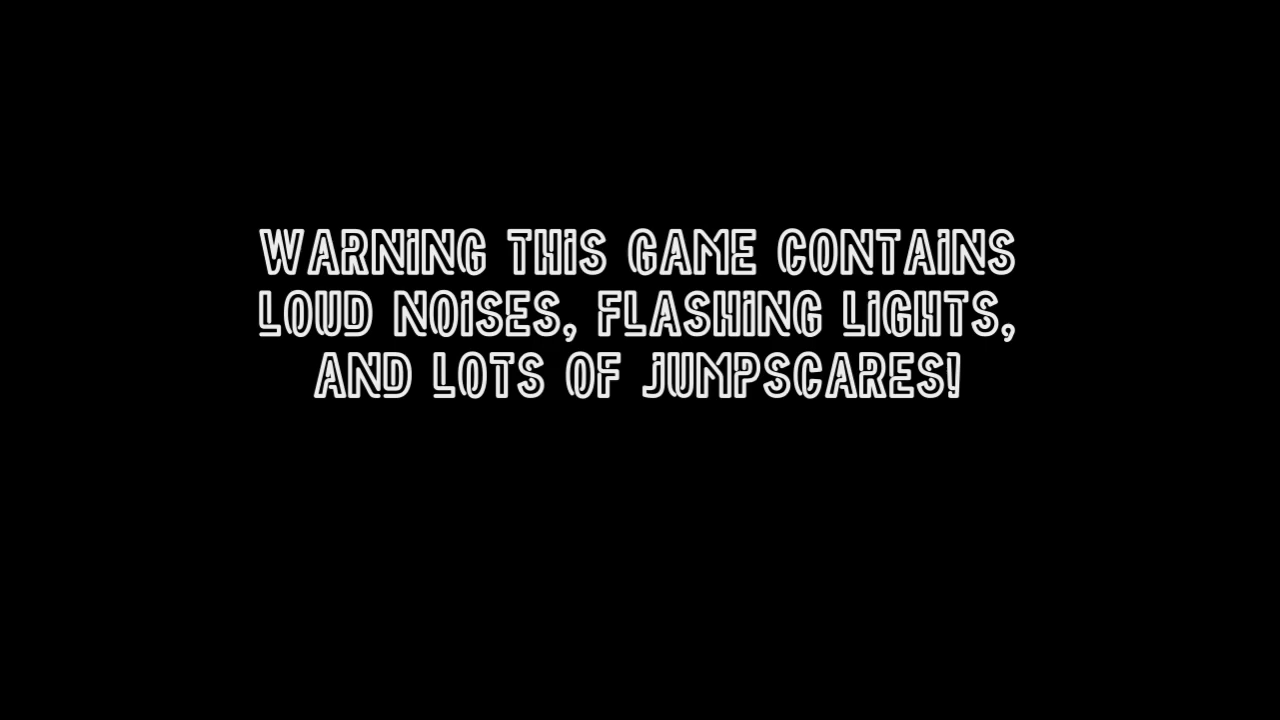 WARNiNG THiS GAME CONTAiNS
LOUD NOiSES, FLASHiNG LiGHTS,
AND LOTS OF JUMPSCARES!